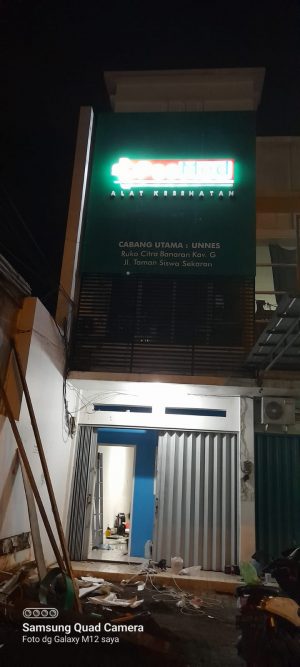 ALAT KESEHATAN
CABANG UTAMA : UNNES
Ruko Citra Banaran Kav. G
Jl. Taman Siswa Sekaran
Samsung Quad Camera
Foto dg Galaxy M12 saya